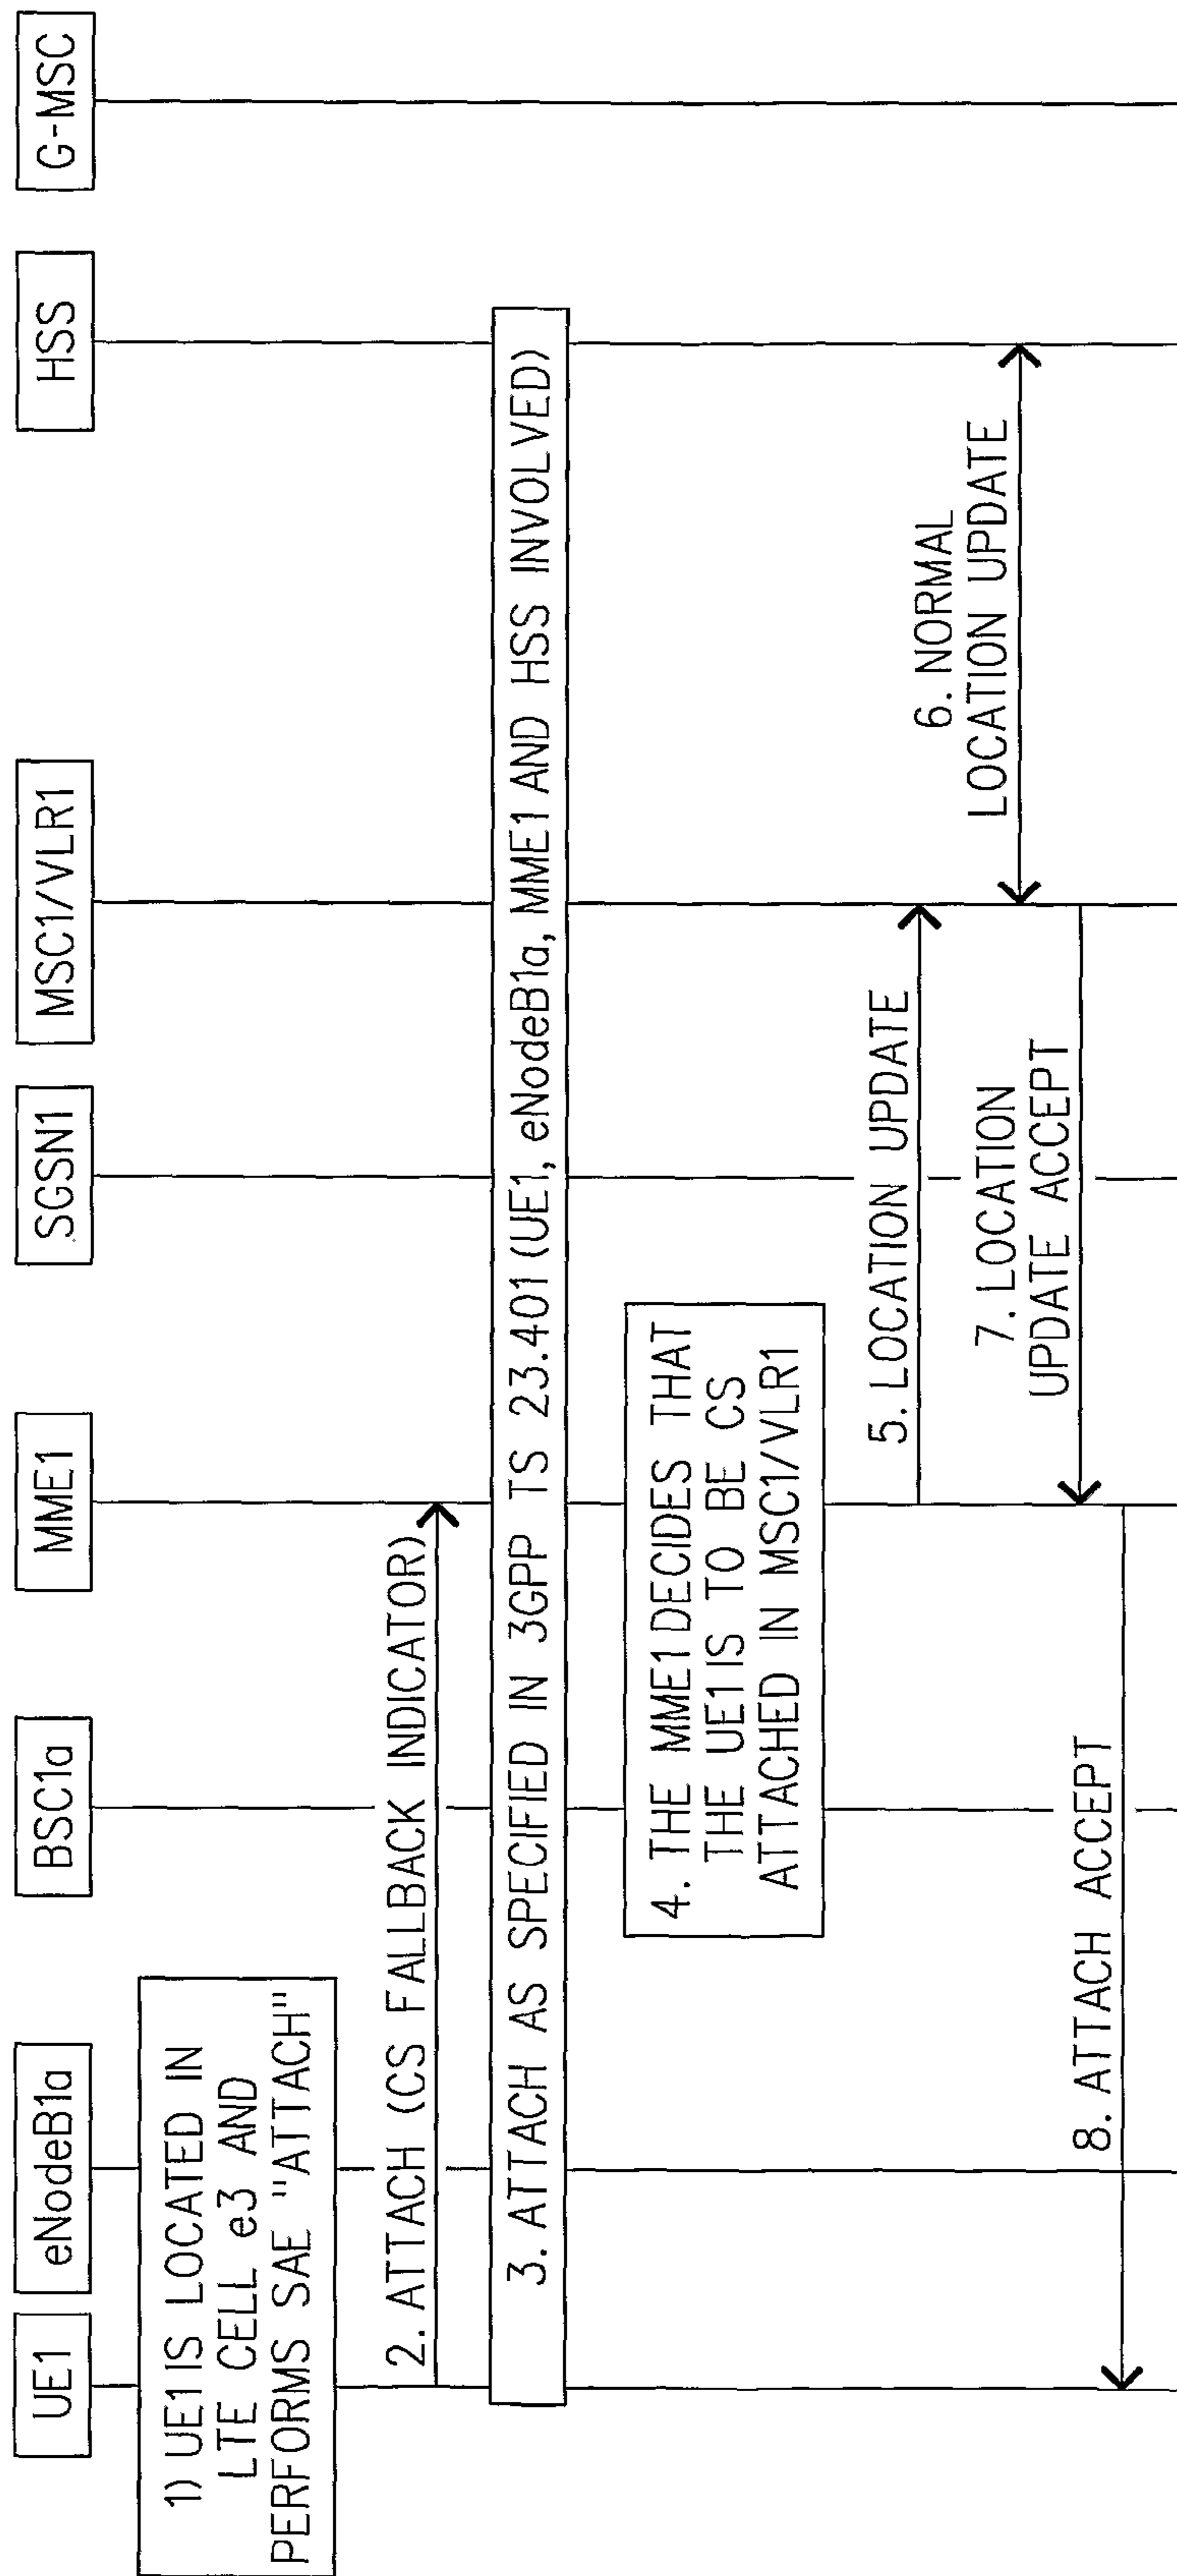 UE1
eNodeB1a
BSC1a
MME1
SGSN1
MSC1/VLR1
HSS
G-MSC
1) UE1 IS LOCATED IN
LTE CELL e3 AND
PERFORMS SAE "ATTACH"
2. ATTACH (CS FALLBACK INDICATOR)
3. ATTACH AS SPECIFIED IN 3GPP TS 23.401 (UE1, eNodeB1a, MME1 AND HSS INVOLVED)
4. THE MME1 DECIDES THAT
THE UE1 IS TO BE CS
ATTACHED IN MSC1/VLR1
5. LOCATION UPDATE
6. NORMAL
LOCATION UPDATE
7. LOCATION
UPDATE ACCEPT
8. ATTACH ACCEPT